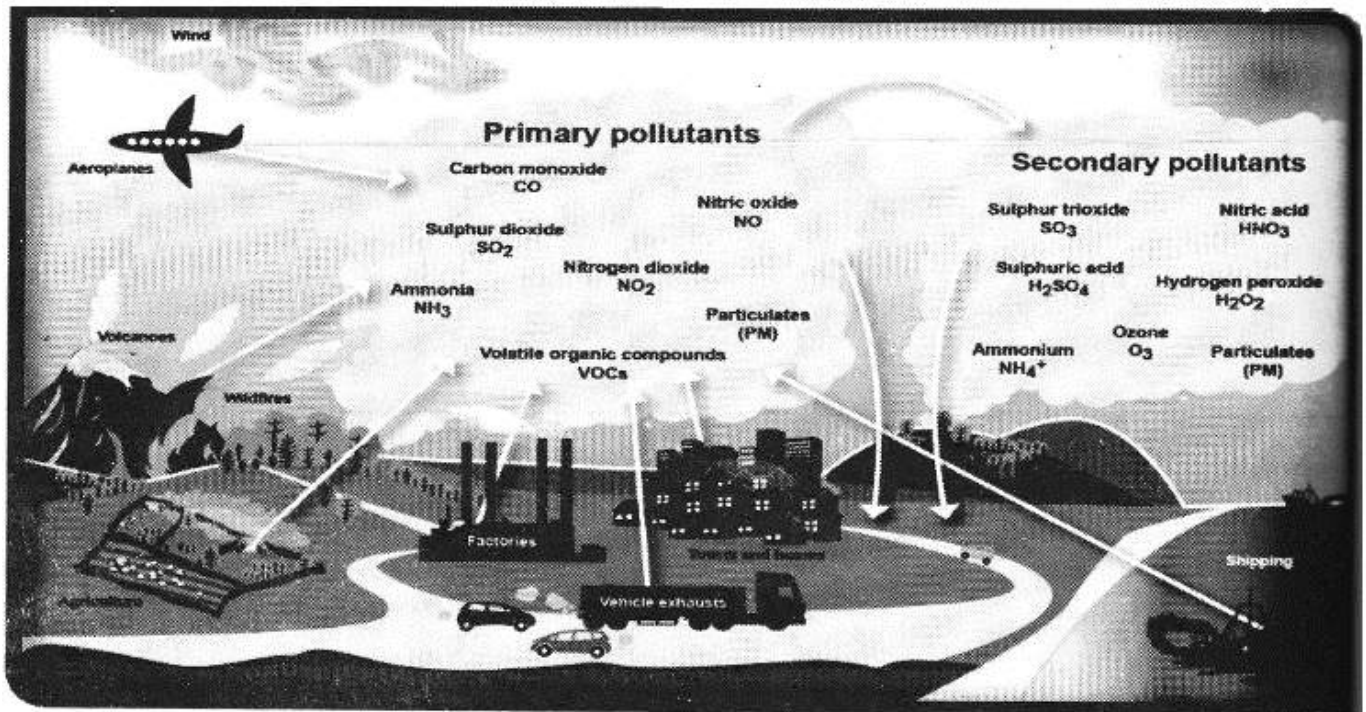 Wind
Primary pollutants
Aeroplanes
Carbon monoxide
CO
Nitric oxide
NO
Sulphur dioxide
SO2
Nitrogen dioxide
NO2
Ammonia
NH3
Particulates
(PM)
Volatile organic compounds
VOCs
Secondary pollutants
Sulphur trioxide
SO3
Nitric acid
HNO3
Sulphuric acid
H2SO4
Hydrogen peroxide
H2O2
Ozone
O3
Ammonium
NH4+
Particulates
(PM)
Volcanoes
Wildfires
Agriculture
Factories
Towns and homes
Vehicle exhausts
Shipping